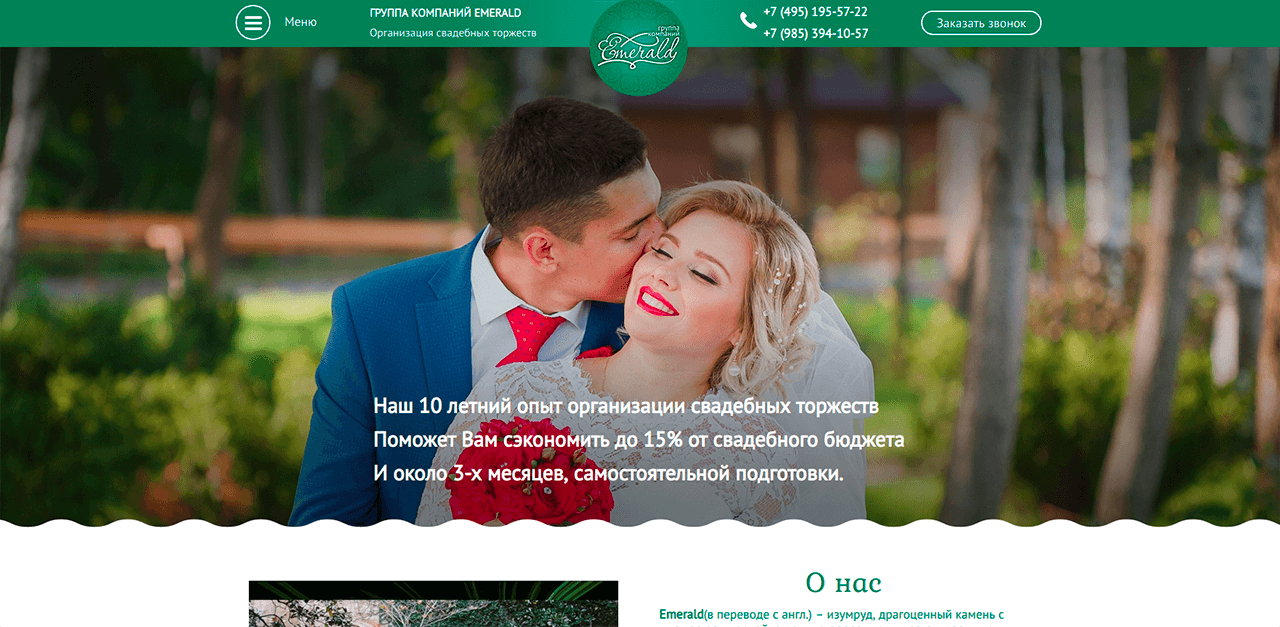 Меню
ГРУППА КОМПАНИЙ EMERALD
Организация свадебных торжеств
группа
компаний
Emerald
+7 (495) 195-57-22
+7 (985) 394-10-57
Заказать звонок
Наш 10 летний опыт организации свадебных торжеств
Поможет Вам сэкономить до 15% от свадебного бюджета
И около 3-х месяцев, самостоятельной подготовки.
О нас
Emerald(в переводе с англ.) – изумруд, драгоценный камень с